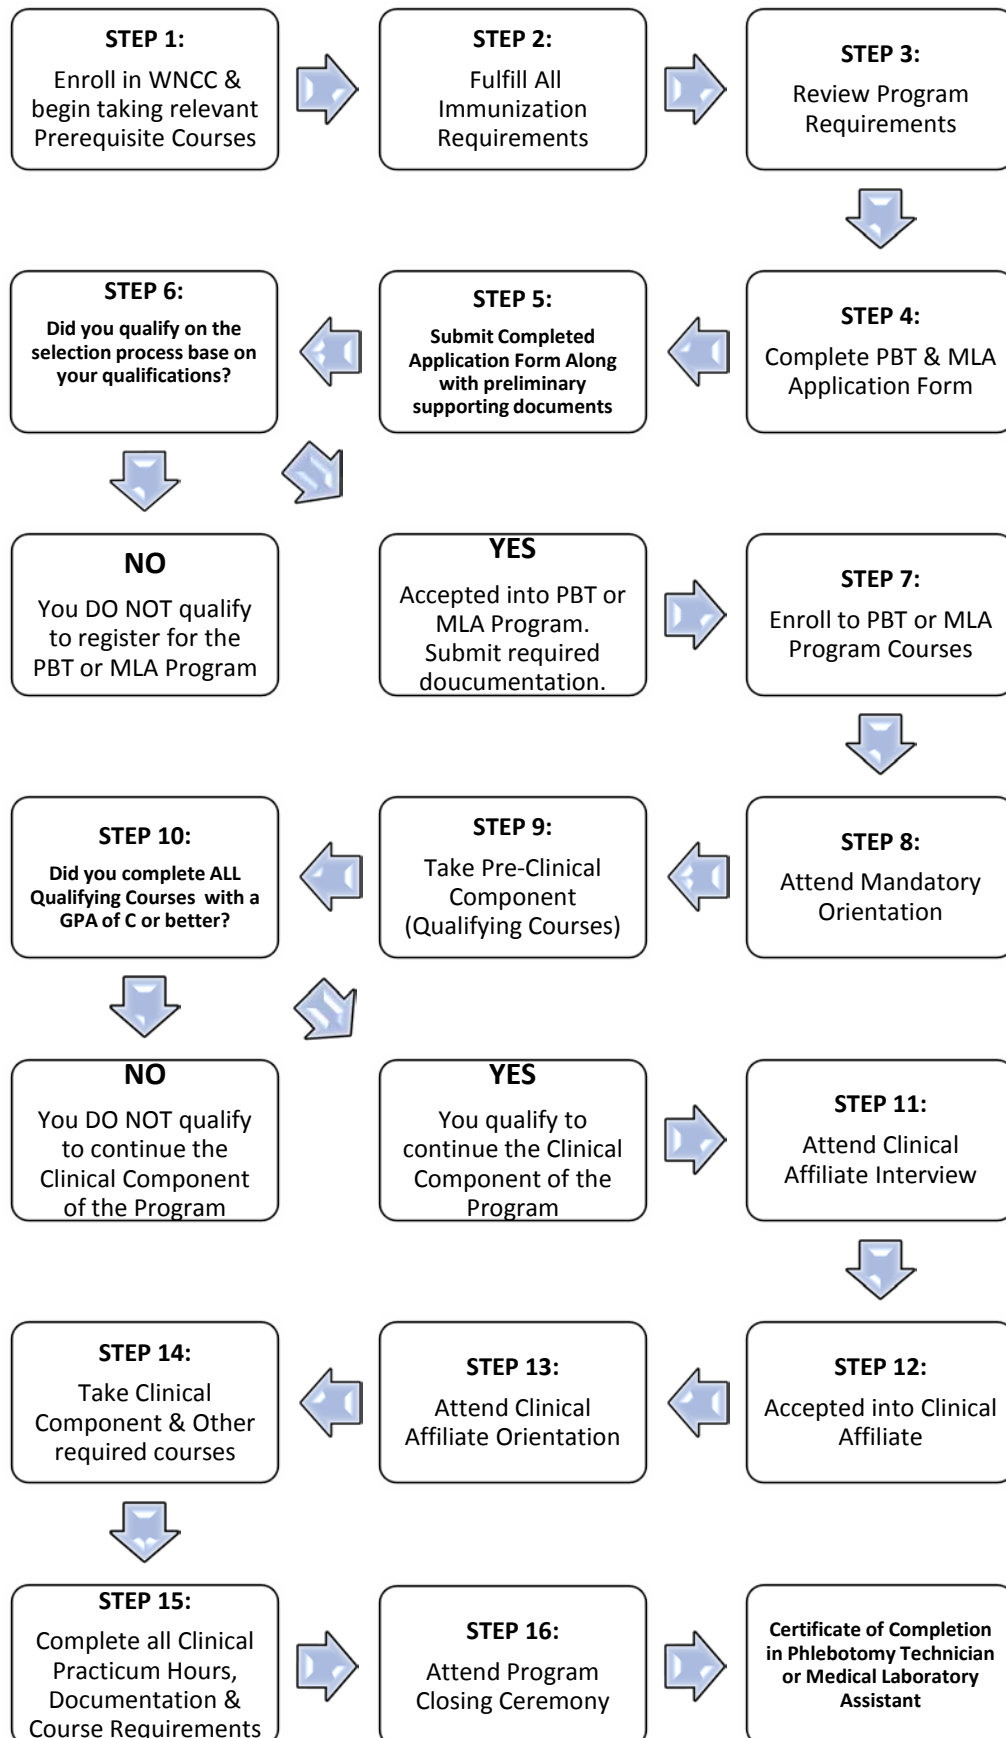 STEP 1:
Enroll in WNCC &
begin taking relevant
Prerequisite Courses
STEP 2:
Fulfill All
Immunization
Requirements
STEP 3:
Review Program
Requirements
STEP 4:
Complete PBT & MLA
Application Form
STEP 5:
Submit Completed
Application Form Along
with preliminary
supporting documents
STEP 6:
Did you qualify on the
selection process base on
your qualifications?
NO
You DO NOT qualify
to register for the
PBT or MLA Program
YES
Accepted into PBT or
MLA Program.
Submit required
doucumentation.
STEP 7:
Enroll to PBT or MLA
Program Courses
STEP 8:
Attend Mandatory
Orientation
STEP 9:
Take Pre-Clinical
Component
(Qualifying Courses)
STEP 10:
Did you complete ALL
Qualifying Courses with a
GPA of C or better?
NO
You DO NOT qualify
to continue the
Clinical Component
of the Program
YES
You qualify to
continue the Clinical
Component of the
Program
STEP 11:
Attend Clinical
Affiliate Interview
STEP 12:
Accepted into Clinical
Affiliate
STEP 13:
Attend Clinical
Affiliate Orientation
STEP 14:
Take Clinical
Component & Other
required courses
STEP 15:
Complete all Clinical
Practicum Hours,
Documentation &
Course Requirements
STEP 16:
Attend Program
Closing Ceremony
Certificate of Completion
in Phlebotomy Technician
or Medical Laboratory
Assistant